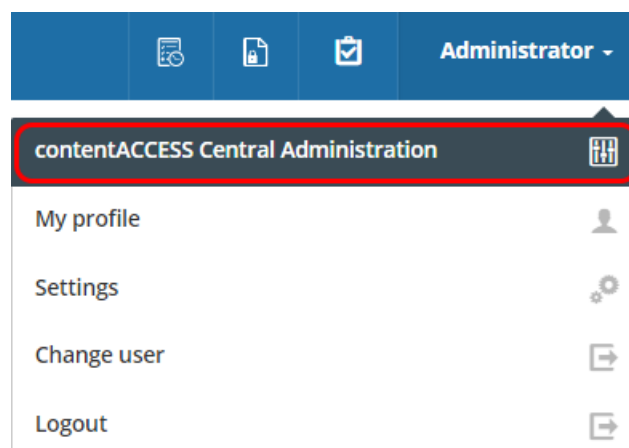 Administrator
contentACCESS Central Administration
My profile
Settings
Change user
Logout